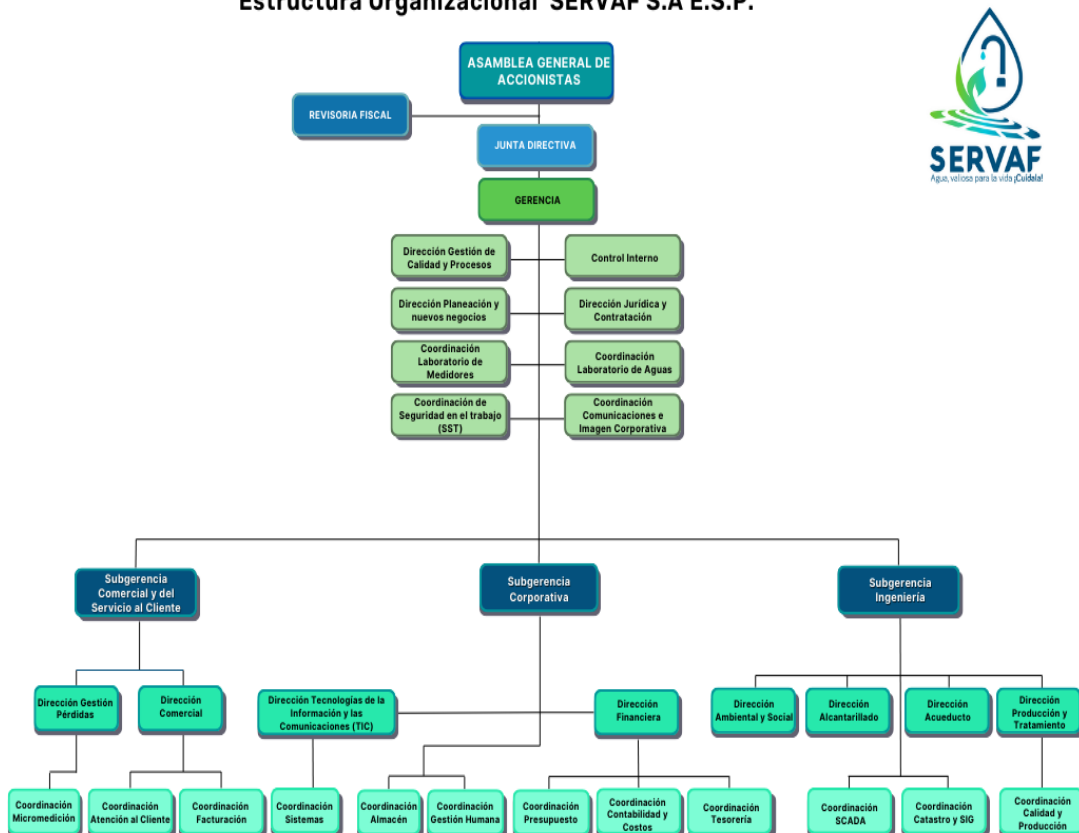 Estructura Organizacional SERVAF S.A E.S.P.
ASAMBLEA GENERAL DE
ACCIONISTAS
REVISORIA FISCAL
JUNTA DIRECTIVA
GERENCIA
SERVAF
Agua, valiosa para la vida ¡Cuídala!
Dirección Gestión de
Calidad y Procesos
Control Interno
Dirección Planeación y
nuevos negocios
Dirección Jurídica y
Contratación
Coordinación
Laboratorio de
Medidores
Coordinación
Laboratorio de Aguas
Coordinación de
Seguridad en el trabajo
(SST)
Coordinación
Comunicaciones e
Imagen Corporativa
Subgerencia
Comercial y del
Servicio al Cliente
Subgerencia
Corporativa
Subgerencia
Ingeniería
Dirección Gestión
Pérdidas
Dirección
Comercial
Dirección Tecnologías de la
Información y las
Comunicaciones (TIC)
Dirección
Financiera
Dirección
Ambiental y Social
Dirección
Alcantarillado
Dirección
Acueducto
Dirección
Producción y
Tratamiento
Coordinación
Micromedición
Coordinación
Atención al Cliente
Coordinación
Facturación
Coordinación
Sistemas
Coordinación
Almacén
Coordinación
Gestión Humana
Coordinación
Presupuesto
Coordinación
Contabilidad y
Costos
Coordinación
Tesorería
Coordinación
SCADA
Coordinación
Catastro y SIG
Coordinación
Calidad y
Producción